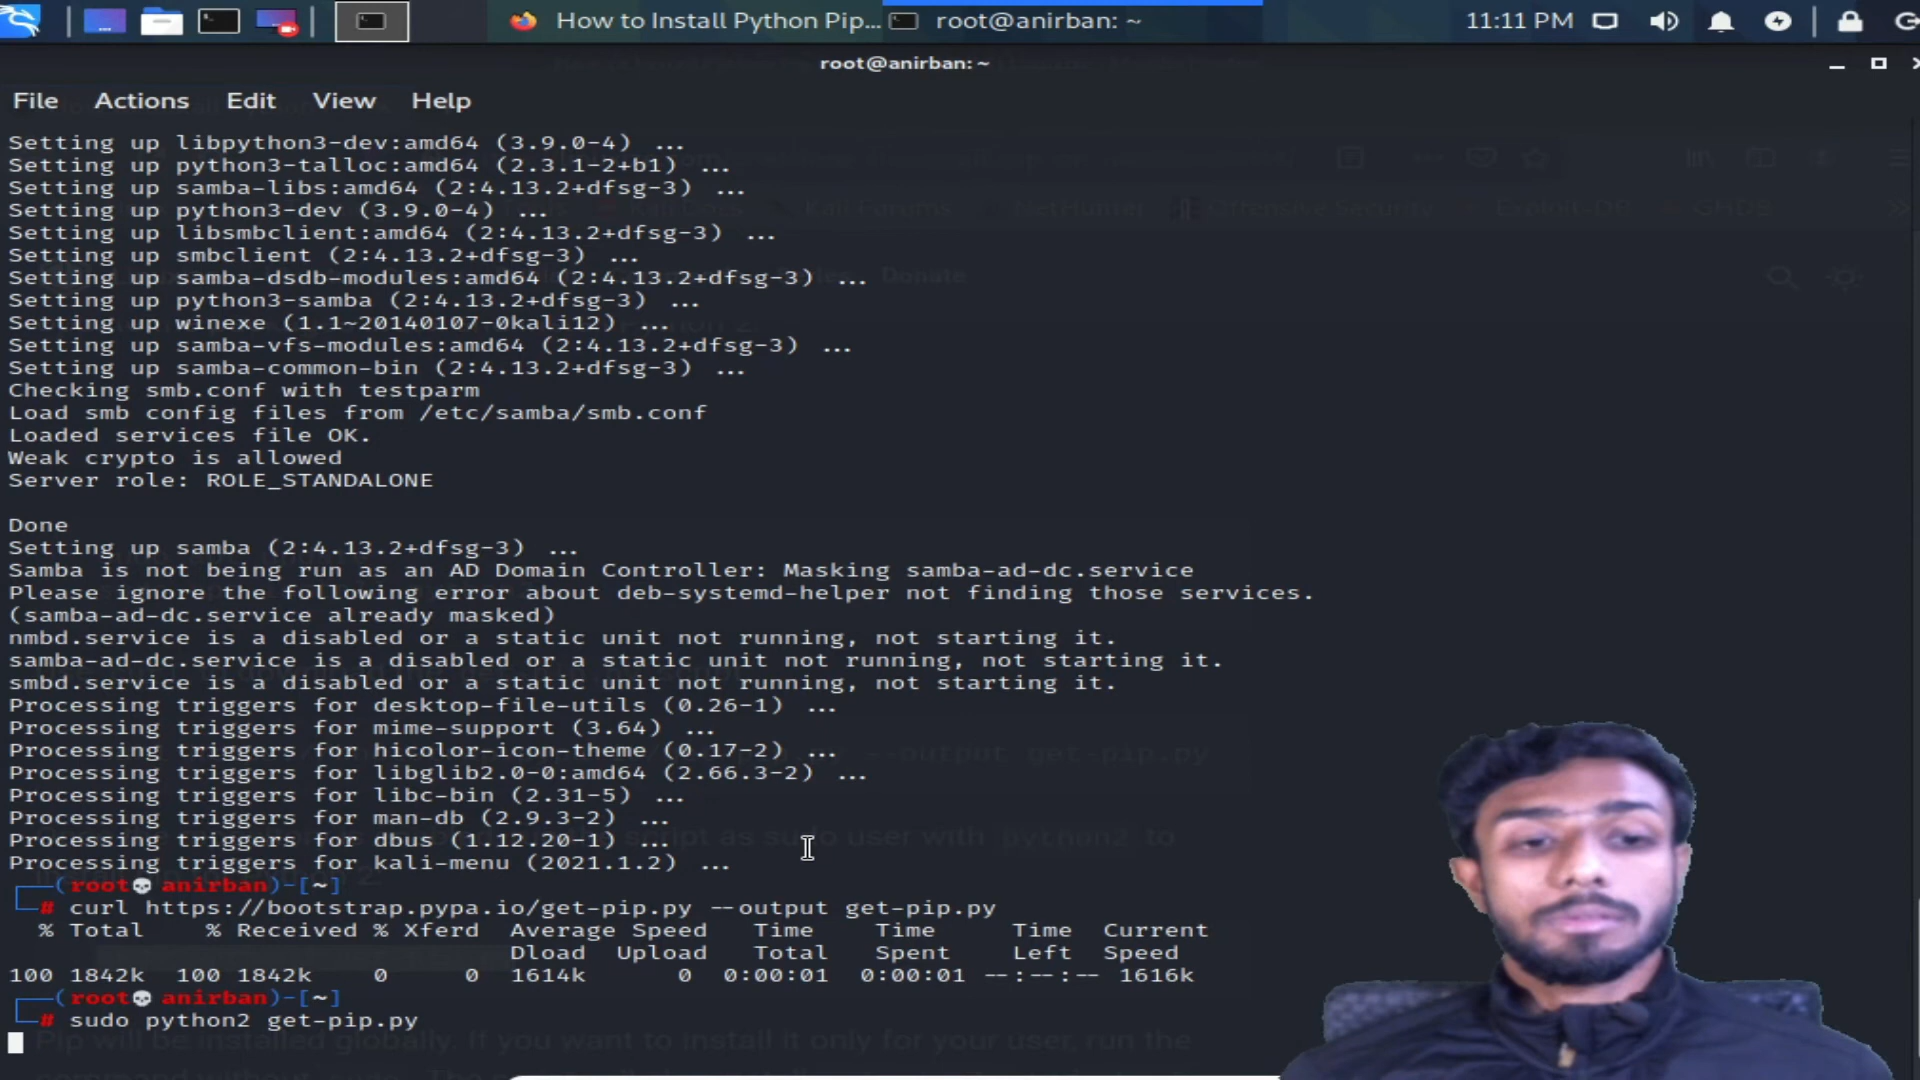 How to Install Python Pip...
root@anirban: ~
11:11 PM
root@anirban: ~
File Actions Edit View Help
Setting up libpython3-dev:amd64 (3.9.0-4) ...
Setting up python3-talloc:amd64 (2.3.1-2+b1) ...
Setting up samba-libs:amd64 (2:4.13.2+dfsg-3) ...
Setting up python3-dev (3.9.0-4) ...
Setting up libsmbclient:amd64 (2:4.13.2+dfsg-3) ...
Setting up smbclient (2:4.13.2+dfsg-3) ...
Setting up samba-dsdb-modules:amd64 (2:4.13.2+dfsg-3) ...
Setting up python3-samba (2:4.13.2+dfsg-3) ...
Setting up winexe (1.1~20140107-0kali12) ...
Setting up samba-vfs-modules:amd64 (2:4.13.2+dfsg-3) ...
Setting up samba-common-bin (2:4.13.2+dfsg-3) ...
Checking smb.conf with testparm
Load smb config files from /etc/samba/smb.conf
Loaded services file OK.
Weak crypto is allowed
Server role: ROLE_STANDALONE
Done
Setting up samba (2:4.13.2+dfsg-3) ...
Samba is not being run as an AD Domain Controller: Masking samba-ad-dc.service
Please ignore the following error about deb-systemd-helper not finding those services.
(samba-ad-dc.service already masked)
nmbd.service is a disabled or a static unit not running, not starting it.
samba-ad-dc.service is a disabled or a static unit not running, not starting it.
smbd.service is a disabled or a static unit not running, not starting it.
Processing triggers for desktop-file-utils (0.26-1) ...
Processing triggers for mime-support (3.64) ...
Processing triggers for hicolor-icon-theme (0.17-2) ...
Processing triggers for libglib2.0-0:amd64 (2.66.3-2) ...
Processing triggers for libc-bin (2.31-5) ...
Processing triggers for man-db (2.9.3-2) ...
Processing triggers for dbus (1.12.20-1) ...
Processing triggers for kali-menu (2021.1.2) ...
(root💀anirban)-[~]
# curl https://bootstrap.pypa.io/get-pip.py --output get-pip.py
% Total % Received % Xferd Average Speed Time Time Time Current
Dload Upload Total Spent Left Speed
100 1842k 100 1842k 0 0 1614k 0 0:00:01 0:00:01 --:--:-- 1616k
(root💀anirban)-[~]
# sudo python2 get-pip.py
Pip will be installed globally. If you want to install it only for your user, run the